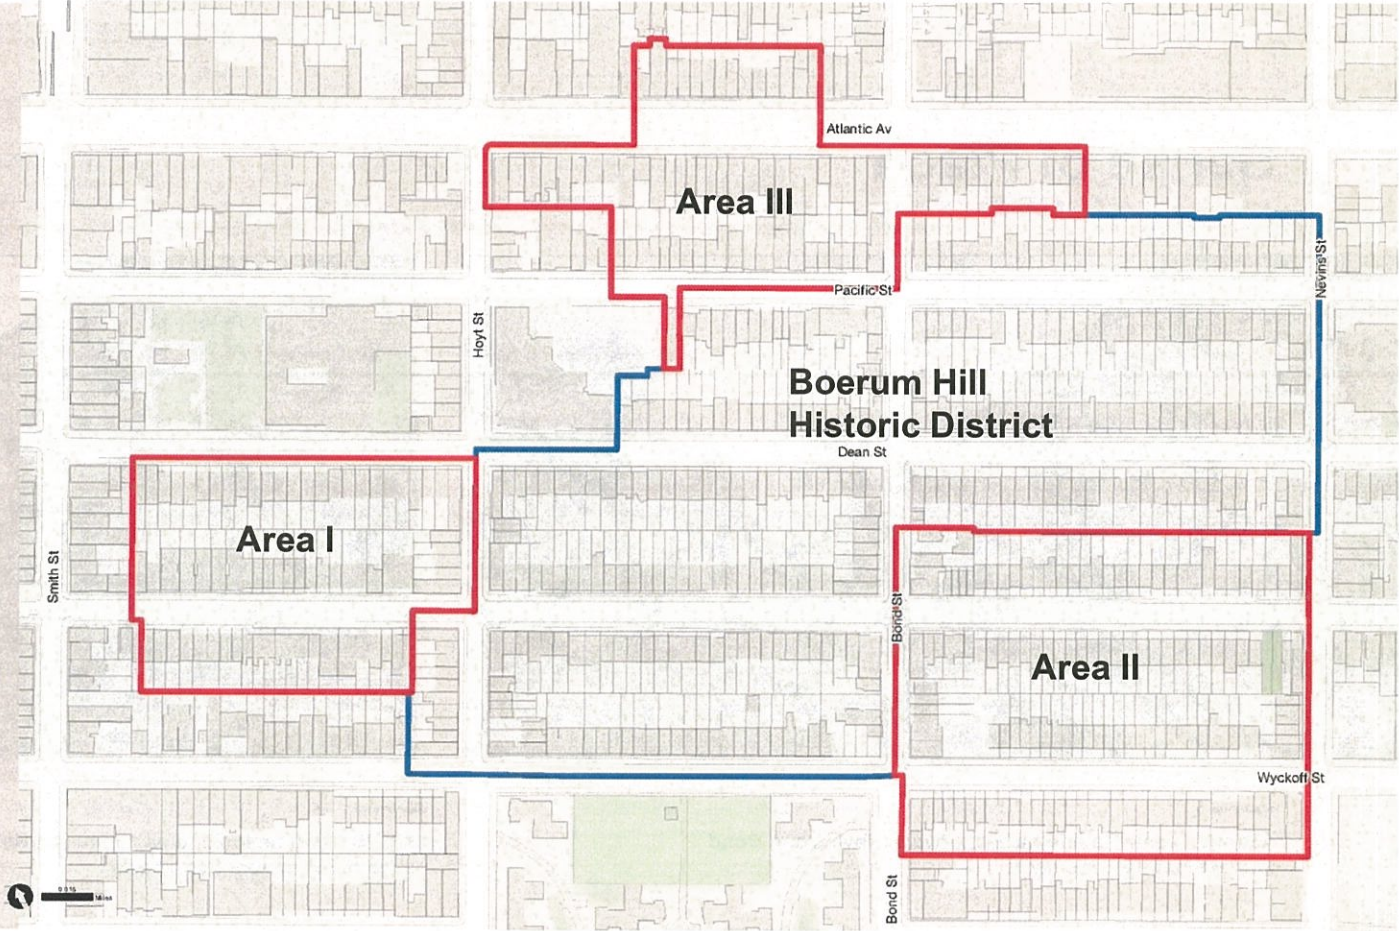 Atlantic Av
Area III
Nevins St
Pacific St
Hoyt St
Boerum Hill
Historic District
Dean St
Area I
Smith St
Bond St
Area II
Wyckoff St
Bond St
Miles